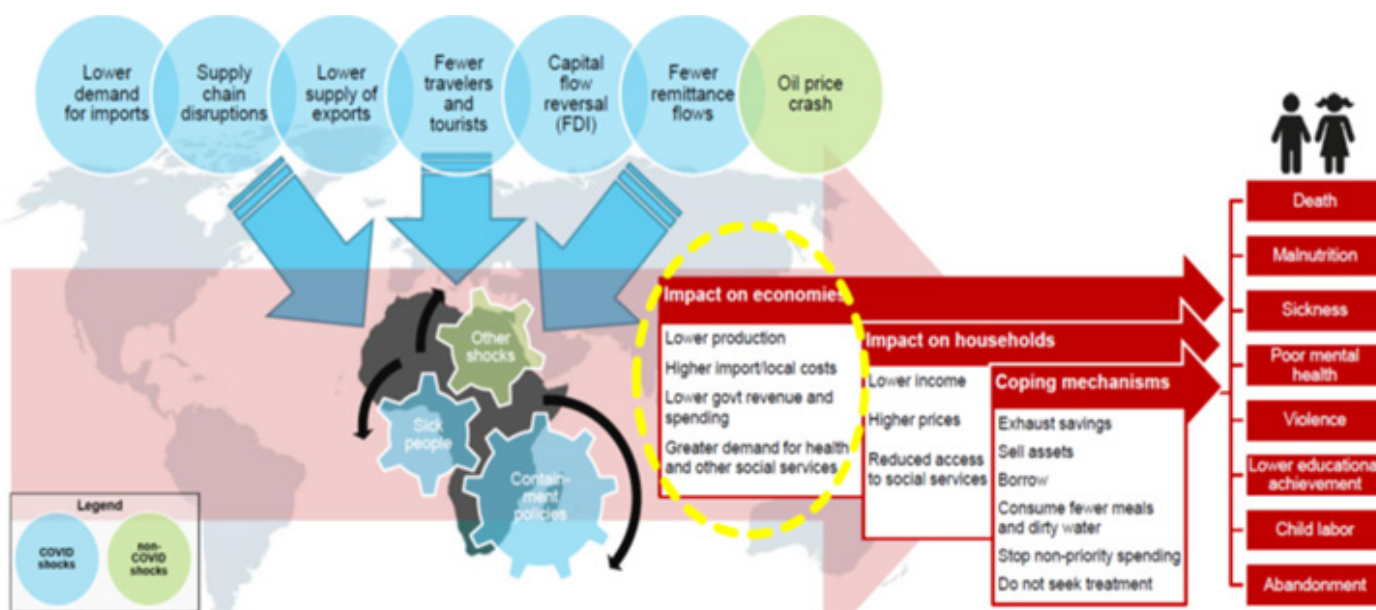 Lower
demand
for imports
Supply
chain
disruptions
Lower
supply of
exports
Fewer
travelers
and
tourists
Capital
flow
reversal
(FDI)
Fewer
remittance
flows
Oil price
crash
Other
shocks
Sick
people
Contain-
ment
policies
Legend
COVID
shocks
non-
COVID
shocks
Impact on economies
Lower production
Higher import/local costs
Lower govt revenue and
spending
Greater demand for health
and other social services
Impact on households
Lower income
Higher prices
Reduced access
to social services
Coping mechanisms
Exhaust savings
Sell assets
Borrow
Consume fewer meals
and dirty water
Stop non-priority spending
Do not seek treatment
Death
Malnutrition
Sickness
Poor mental
health
Violence
Lower educational
achievement
Child labor
Abandonment